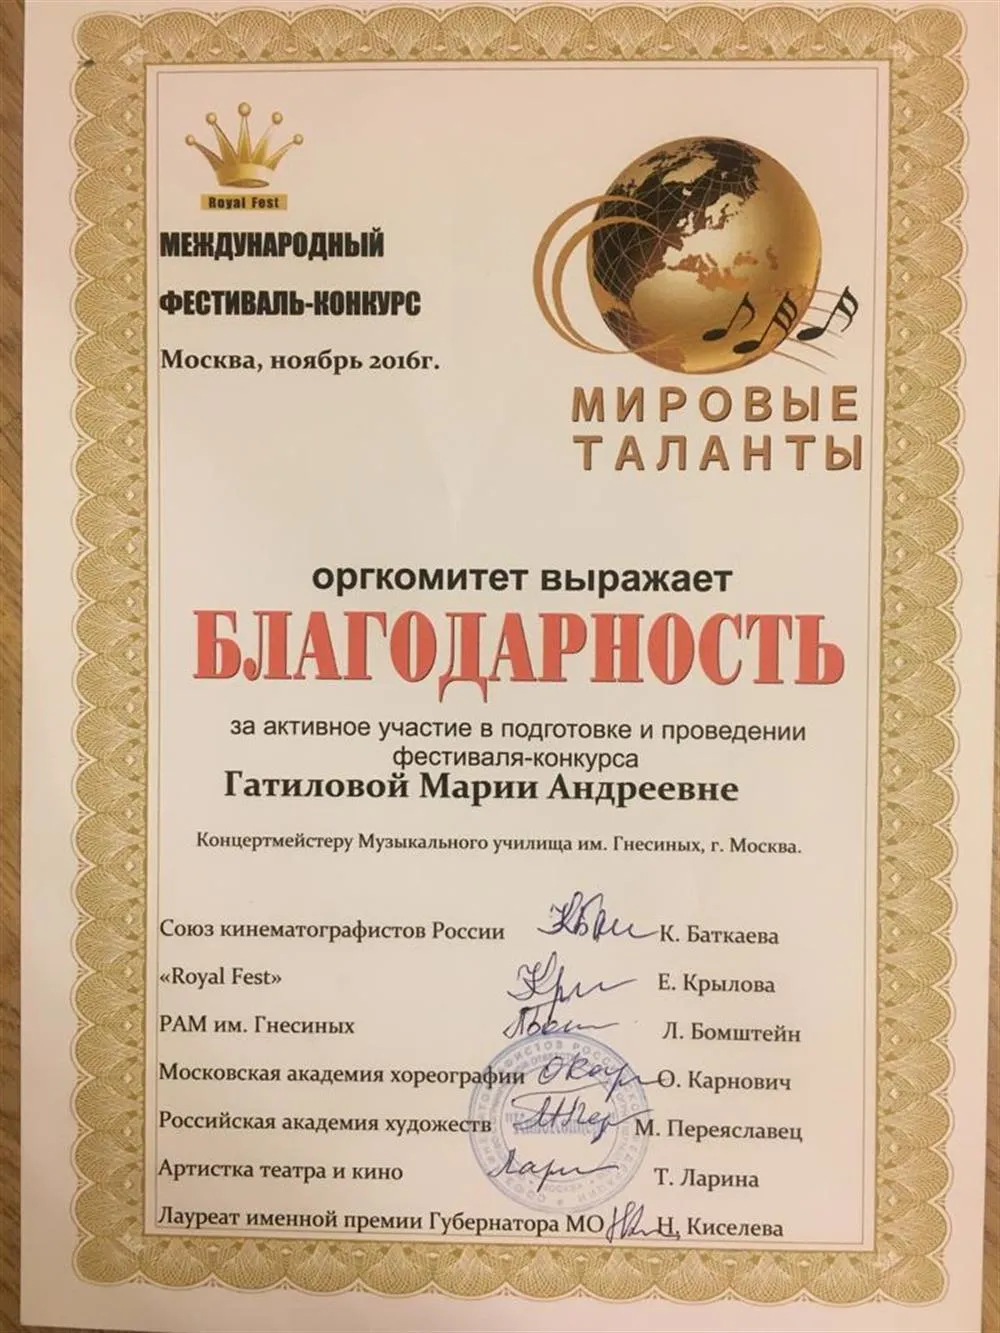 Royal Fest
МЕЖДУНАРОДНЫЙ
ФЕСТИВАЛЬ-КОНКУРС
Москва, ноябрь 2016г.
МИРОВЫЕ
ТАЛАНТЫ
оргкомитет выражает
БЛАГОДАРНОСТЬ
за активное участие в подготовке и проведении
фестиваля-конкурса
Гатиловой Марии Андреевне
Концертмейстеру Музыкального училища им. Гнесиных, г. Москва.
Союз кинематографистов России К. Баткаева
«Royal Fest» Е. Крылова
РАМ им. Гнесиных Л. Бомштейн
Московская академия хореографии О. Карнович
Российская академия художеств М. Переяславец
Артистка театра и кино Т. Ларина
Лауреат именной премии Губернатора МО Н, Киселева